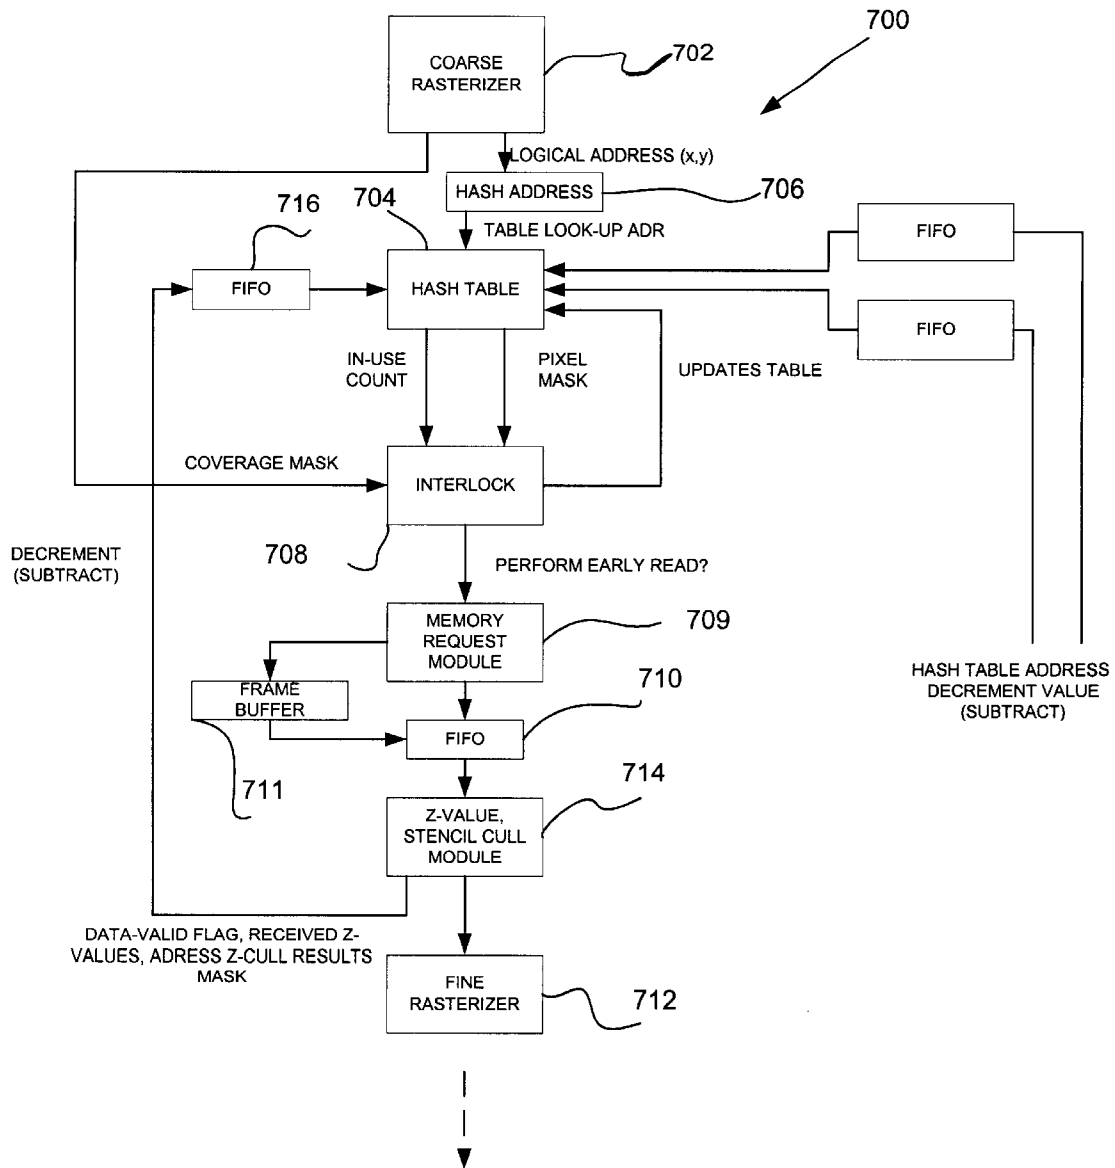 700
COARSE
RASTERIZER
702
LOGICAL ADDRESS (x,y)
HASH ADDRESS
706
716
704
TABLE LOOK-UP ADR
FIFO
FIFO
HASH TABLE
FIFO
IN-USE
COUNT
PIXEL
MASK
UPDATES TABLE
COVERAGE MASK
INTERLOCK
708
DECREMENT
(SUBTRACT)
PERFORM EARLY READ?
MEMORY
REQUEST
MODULE
709
HASH TABLE ADDRESS
DECREMENT VALUE
(SUBTRACT)
FRAME
BUFFER
710
FIFO
711
714
Z-VALUE,
STENCIL CULL
MODULE
DATA-VALID FLAG, RECEIVED Z-
VALUES, ADRESS Z-CULL RESULTS
MASK
FINE
RASTERIZER
712